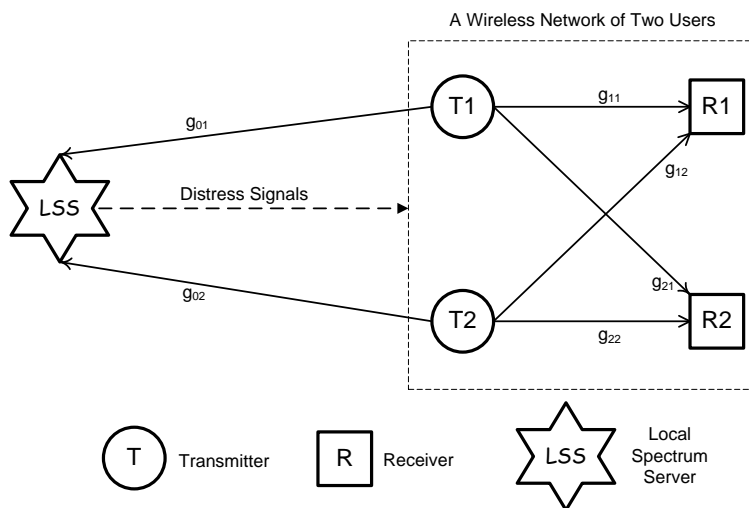 A Wireless Network of Two Users
T1
g₁₁
R1
g₀₁
g₁₂
LSS
Distress Signals
g₂₁
g₀₂
T2
g₂₂
R2
T
Transmitter
R
Receiver
LSS
Local
Spectrum
Server